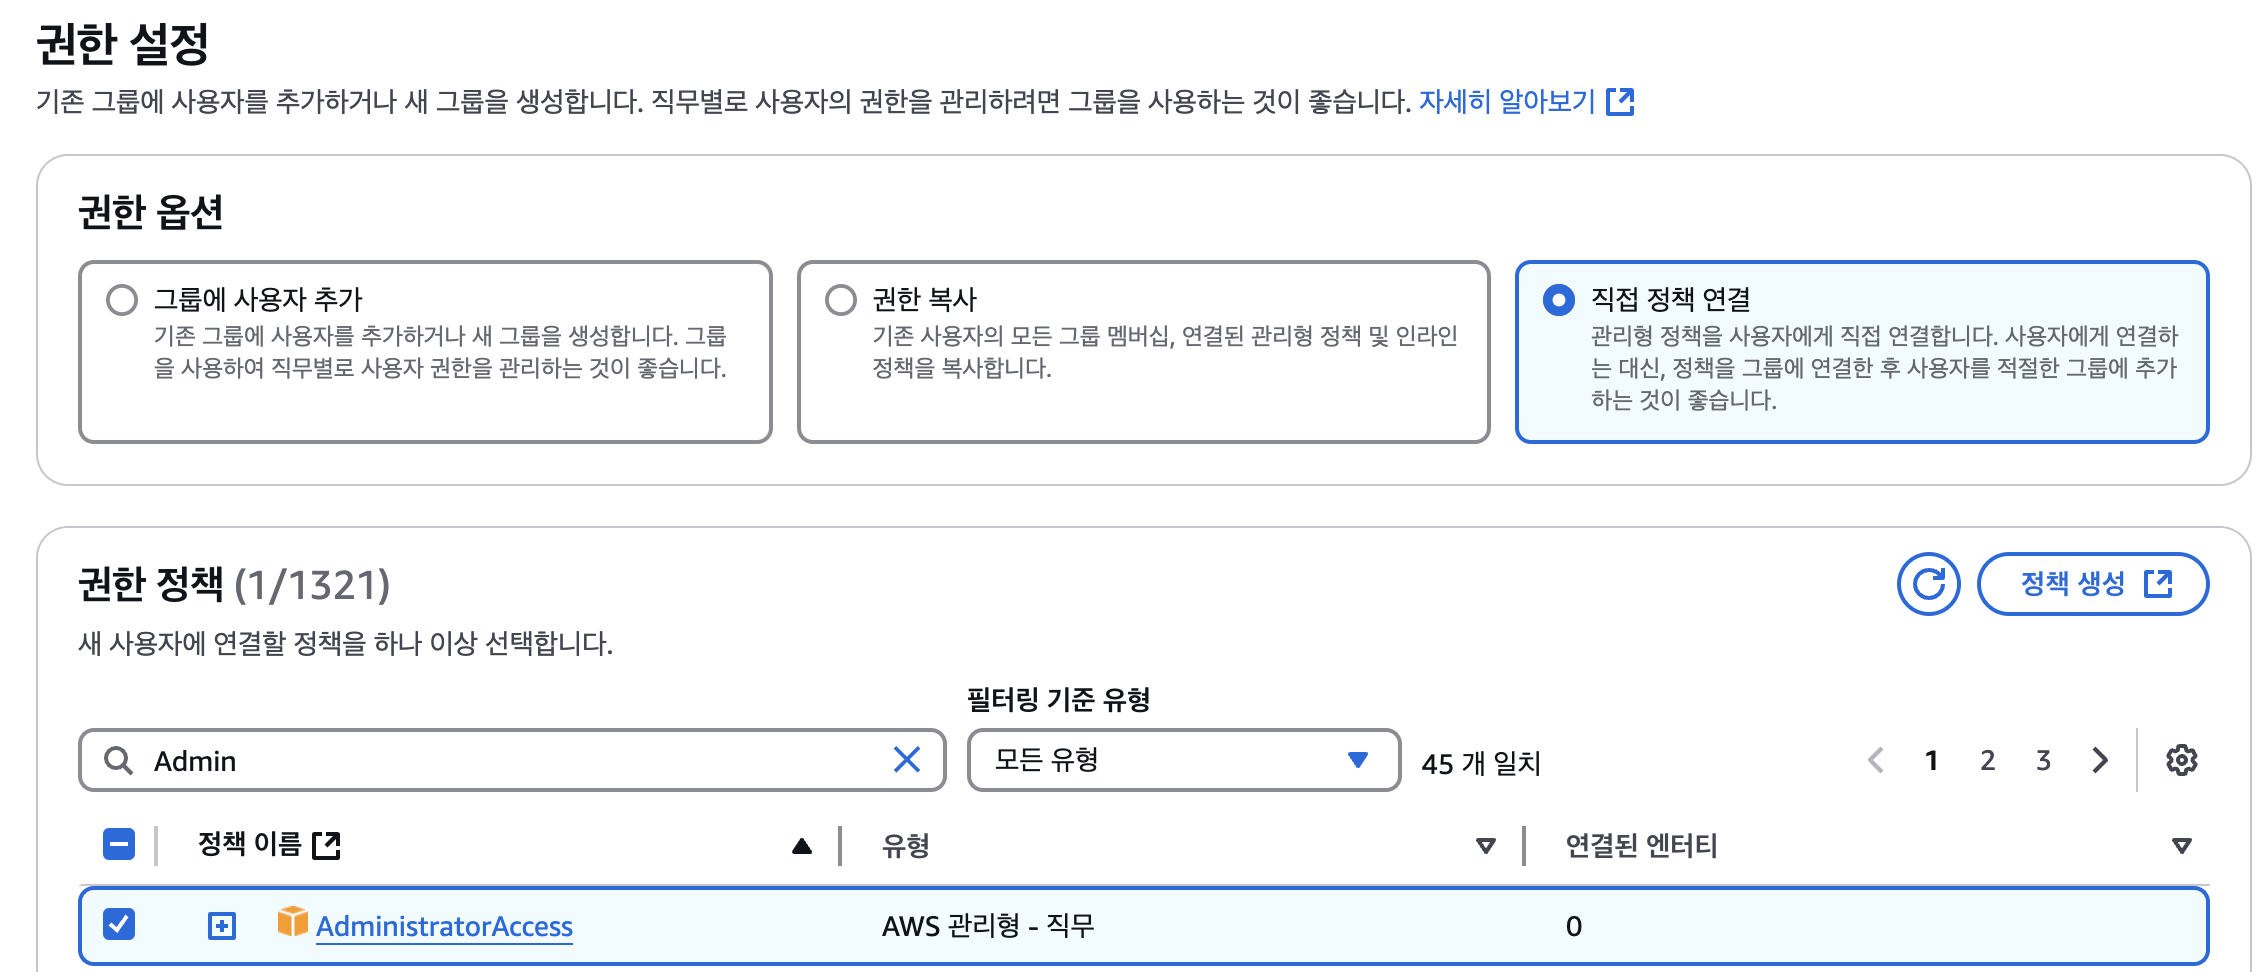 권한 설정
기존 그룹에 사용자를 추가하거나 새 그룹을 생성합니다. 직무별로 사용자의 권한을 관리하려면 그룹을 사용하는 것이 좋습니다. 자세히 알아보기
권한 옵션
그룹에 사용자 추가
기존 그룹에 사용자를 추가하거나 새 그룹을 생성합니다. 그룹
을 사용하여 직무별로 사용자 권한을 관리하는 것이 좋습니다.
권한 복사
기존 사용자의 모든 그룹 멤버십, 연결된 관리형 정책 및 인라인
정책을 복사합니다.
직접 정책 연결
관리형 정책을 사용자에게 직접 연결합니다. 사용자에게 연결하
는 대신, 정책을 그룹에 연결한 후 사용자를 적절한 그룹에 추가
하는 것이 좋습니다.
권한 정책 (1/1321)
정책 생성
새 사용자에 연결할 정책을 하나 이상 선택합니다.
필터링 기준 유형
Admin
모든 유형
45 개 일치
1 2 3
정책 이름 유형 연결된 엔터티
AdministratorAccess AWS 관리형 - 직무 0